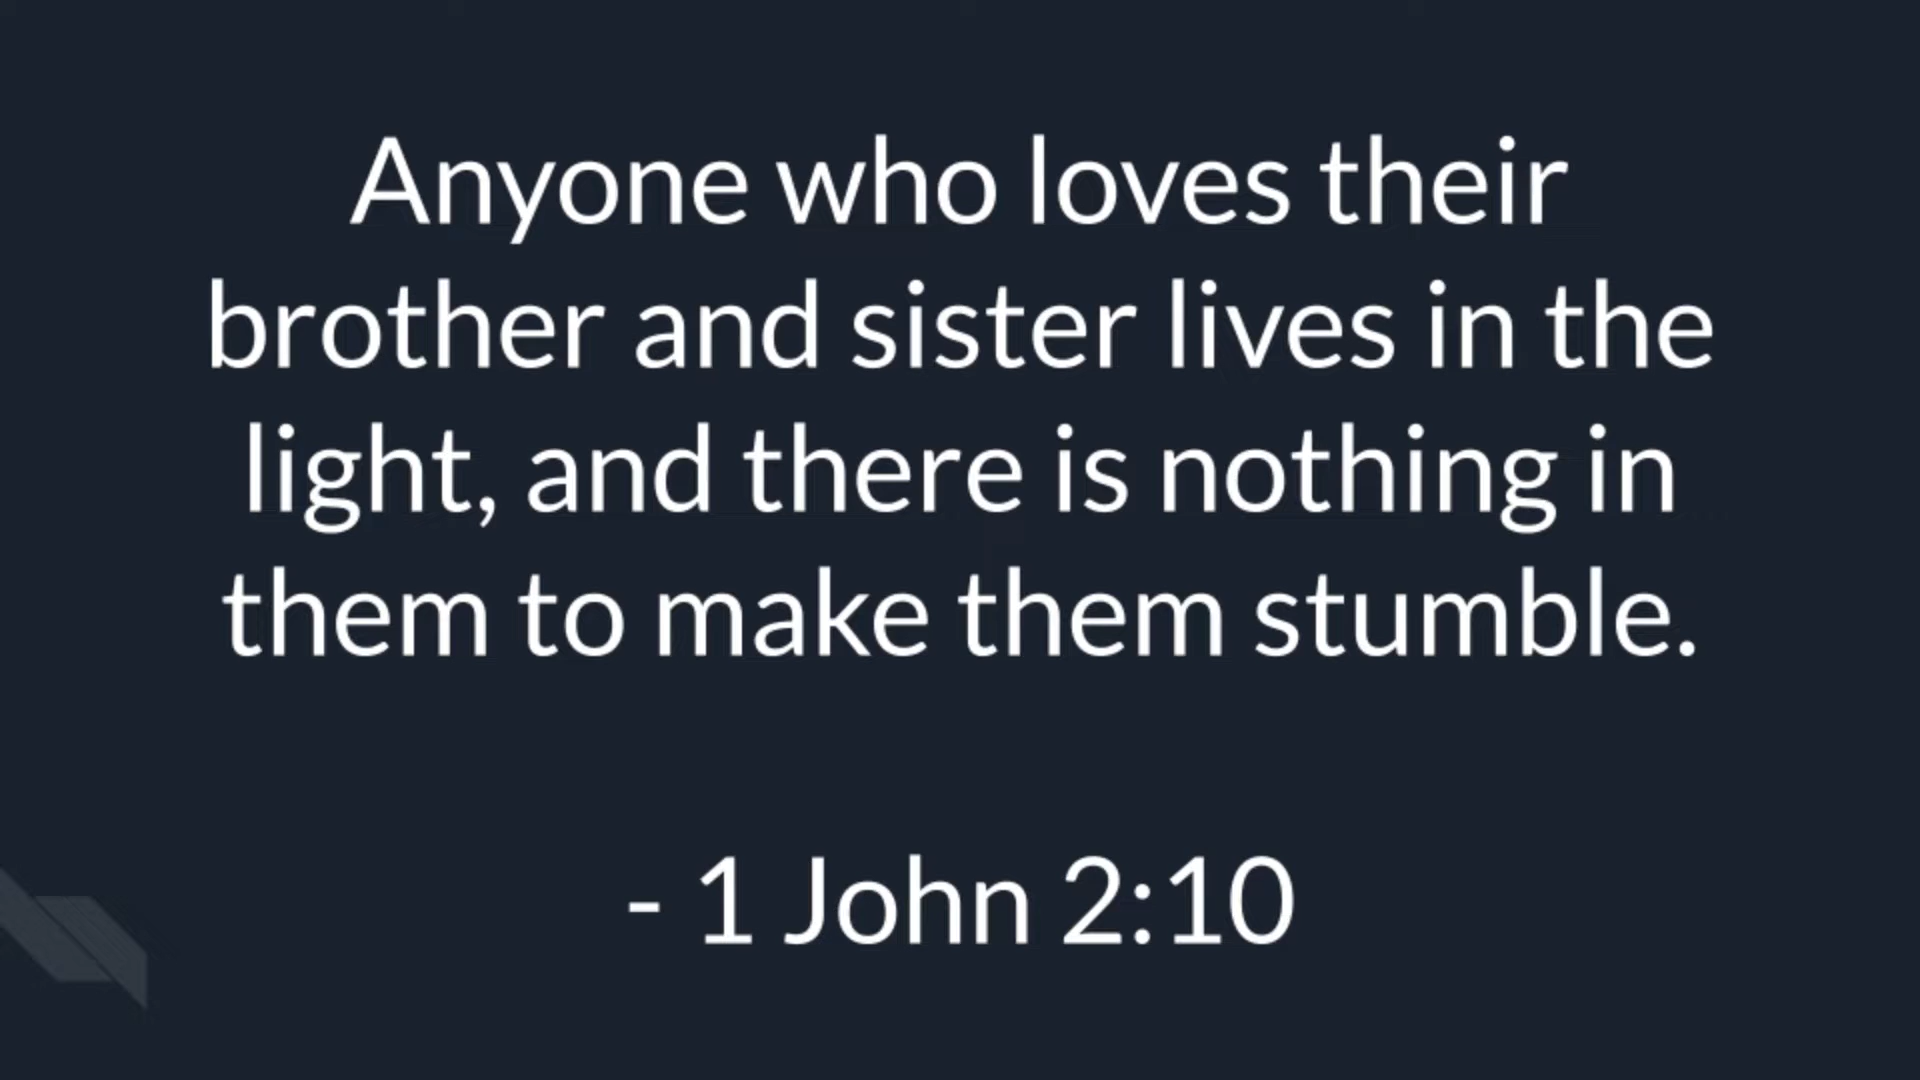 Anyone who loves their
brother and sister lives in the
light, and there is nothing in
them to make them stumble.
- 1 John 2:10